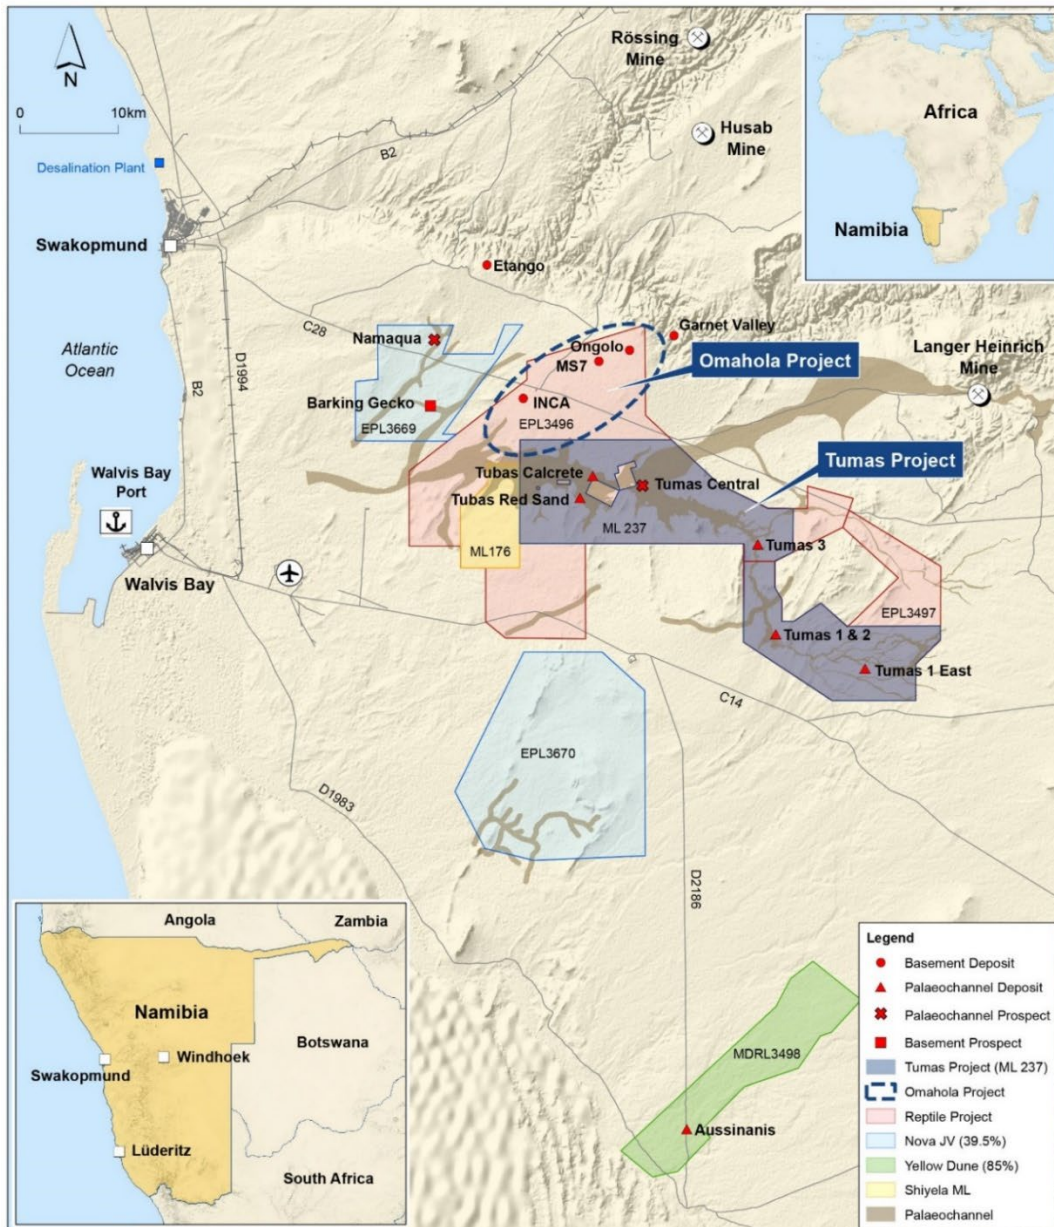 N
0 10km
Desalination Plant
Swakopmund
Atlantic
Ocean
B2
D1994
B2
C28
Rössing
Mine
Husab
Mine
Africa
Namibia
Etango
Namaqua
Barking Gecko
EPL3669
Garnet Valley
Ongolo
MS7
INCA
EPL3496
Omahola Project
Langer Heinrich
Mine
Tumas Project
Walvis Bay
Port
Walvis Bay
Tubas Calcrete
Tubas Red Sand
Tumas Central
ML 237
ML176
Tumas 3
EPL3497
Tumas 1 & 2
Tumas 1 East
C14
EPL3670
D1983
D2186
MDRL3498
Aussinanis
Angola
Zambia
Namibia
Botswana
Windhoek
Swakopmund
Lüderitz
South Africa
Legend
Basement Deposit
Palaeochannel Deposit
Palaeochannel Prospect
Basement Prospect
Tumas Project (ML 237)
Omahola Project
Reptile Project
Nova JV (39.5%)
Yellow Dune (85%)
Shiyela ML
Palaeochannel